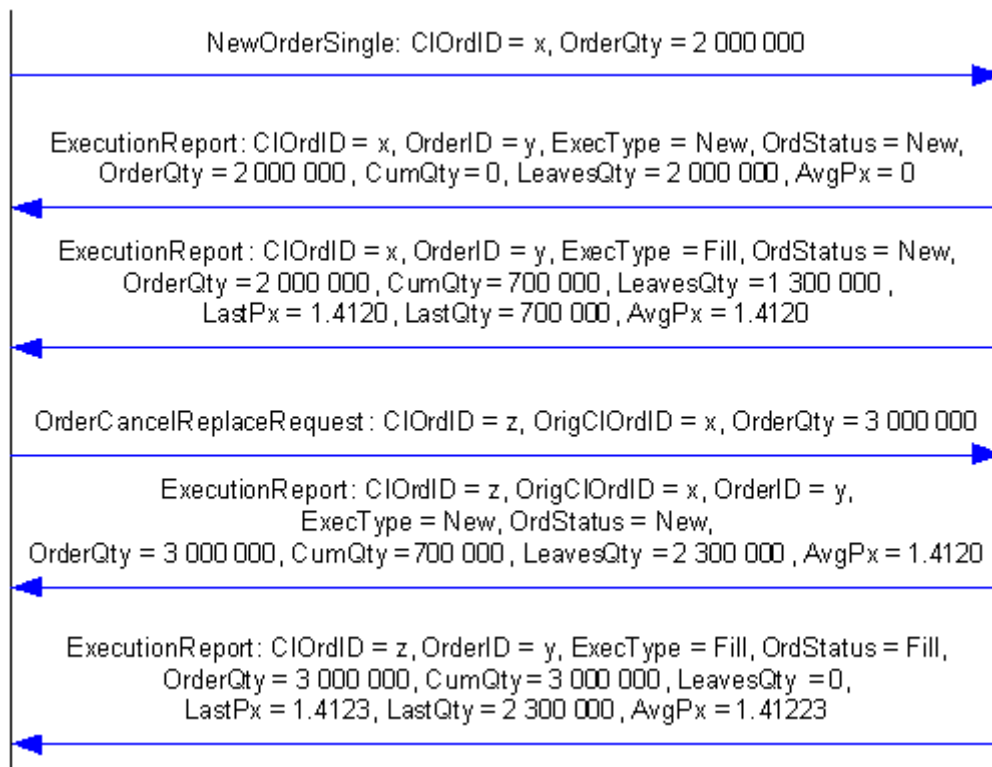 NewOrderSingle: ClOrdID = x, OrderQty = 2 000 000
ExecutionReport: ClOrdID = x, OrderID = y, ExecType = New, OrdStatus = New,
OrderQty = 2 000 000, CumQty = 0, LeavesQty = 2 000 000, AvgPx = 0
ExecutionReport: ClOrdID = x, OrderID = y, ExecType = Fill, OrdStatus = New,
OrderQty = 2 000 000, CumQty = 700 000, LeavesQty = 1 300 000,
LastPx = 1.4120, LastQty = 700 000, AvgPx = 1.4120
OrderCancelReplaceRequest: ClOrdID = z, OrigClOrdID = x, OrderQty = 3 000 000
ExecutionReport: ClOrdID = z, OrigClOrdID = x, OrderID = y,
ExecType = New, OrdStatus = New,
OrderQty = 3 000 000, CumQty = 700 000, LeavesQty = 2 300 000, AvgPx = 1.4120
ExecutionReport: ClOrdID = z, OrderID = y, ExecType = Fill, OrdStatus = Fill,
OrderQty = 3 000 000, CumQty = 3 000 000, LeavesQty = 0,
LastPx = 1.4123, LastQty = 2 300 000, AvgPx = 1.41223